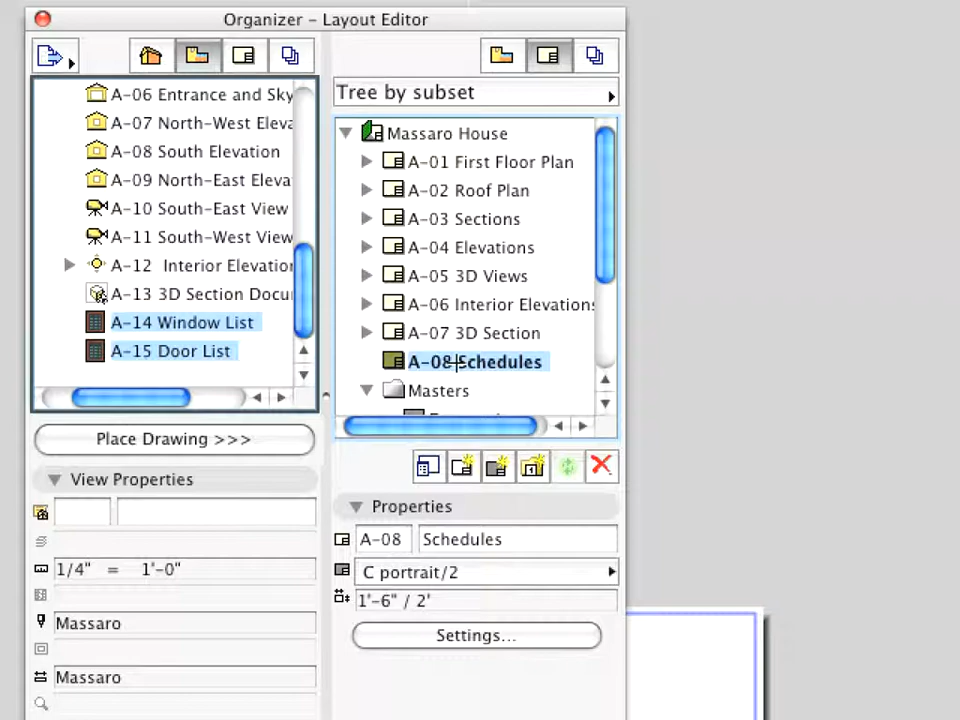 Organizer - Layout Editor
A-06 Entrance and Sky
A-07 North-West Eleva
A-08 South Elevation
A-09 North-East Eleva
A-10 South-East View
A-11 South-West View
A-12 Interior Elevation
A-13 3D Section Docu
A-14 Window List
A-15 Door List
Place Drawing >>>
View Properties
1/4" = 1'-0"
Massaro
Massaro
Tree by subset
Massaro House
A-01 First Floor Plan
A-02 Roof Plan
A-03 Sections
A-04 Elevations
A-05 3D Views
A-06 Interior Elevations
A-07 3D Section
A-08 Schedules
Masters
Properties
A-08 Schedules
C portrait/2
1'-6" / 2'
Settings...